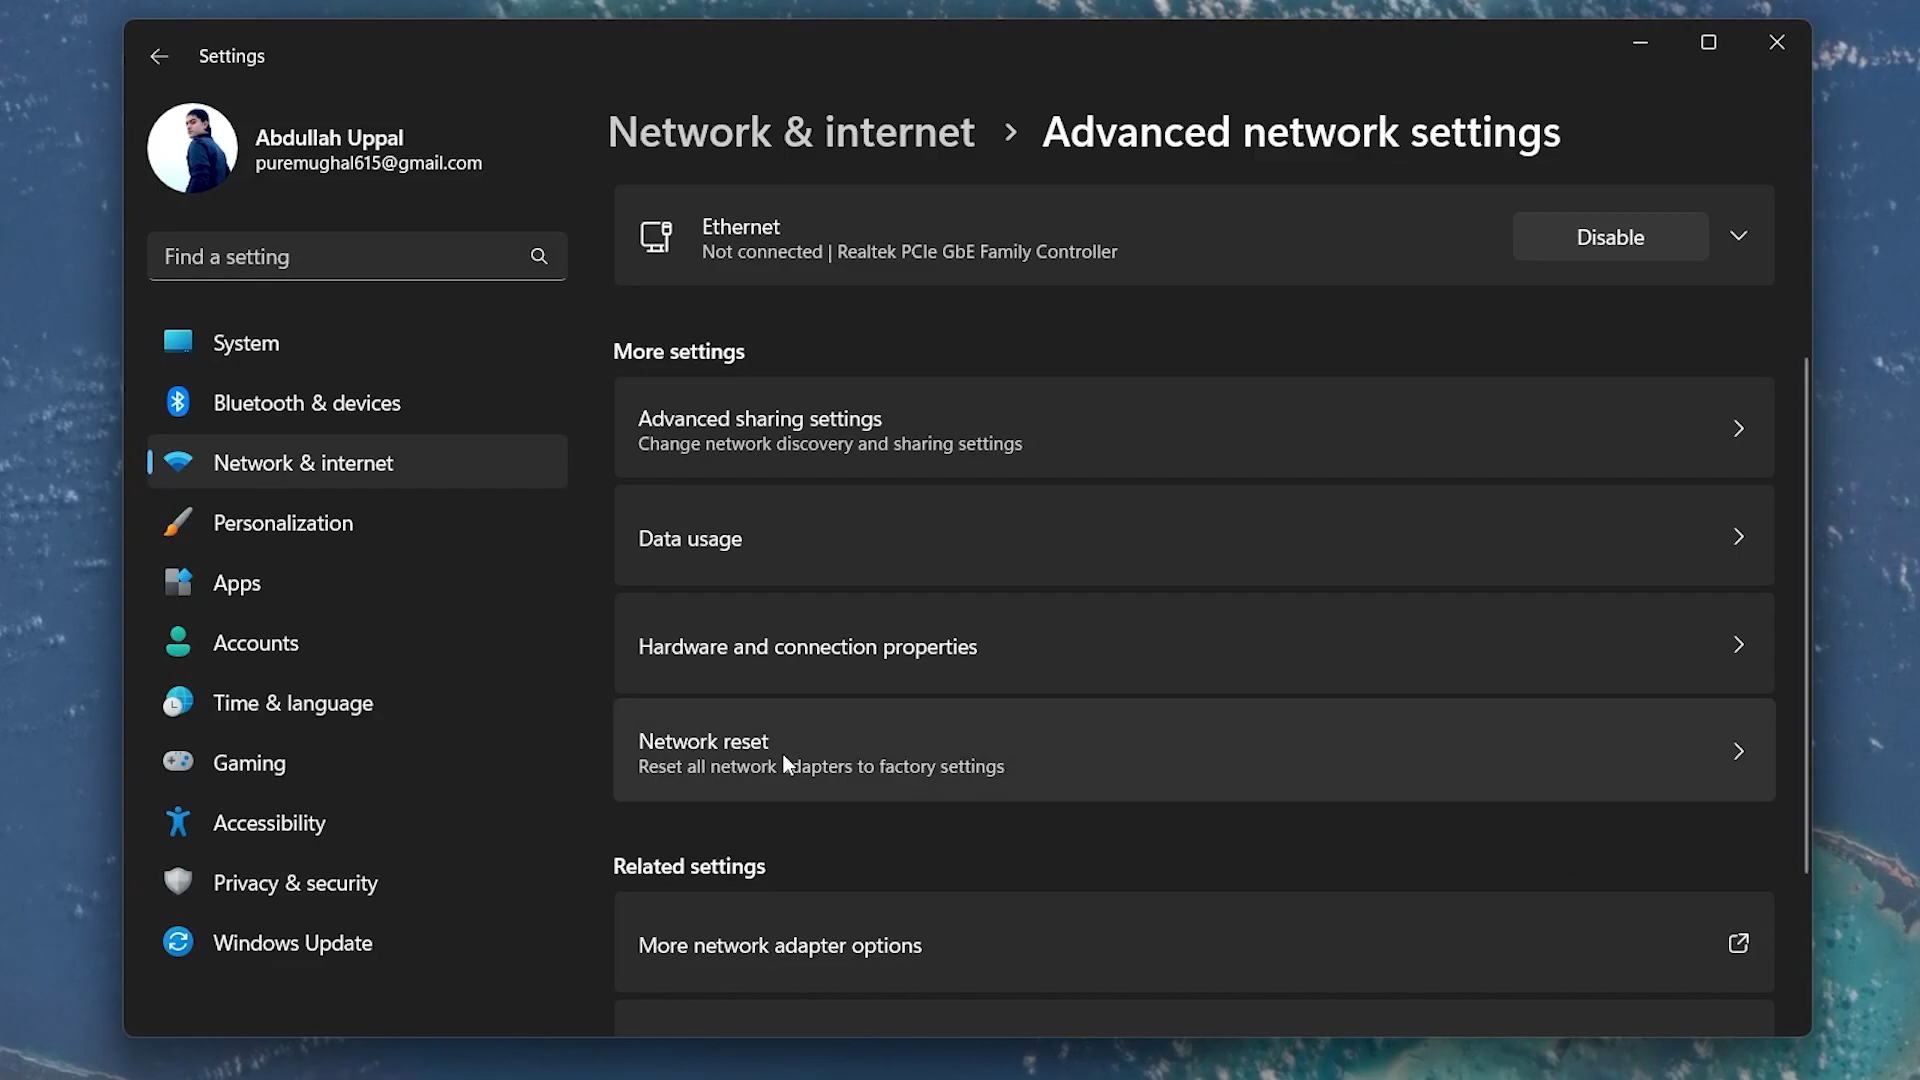 Settings
Abdullah Uppal
puremughal615@gmail.com
Find a setting
System
Bluetooth & devices
Network & internet
Personalization
Apps
Accounts
Time & language
Gaming
Accessibility
Privacy & security
Windows Update
Network & internet > Advanced network settings
Ethernet
Not connected | Realtek PCIe GbE Family Controller
Disable
More settings
Advanced sharing settings
Change network discovery and sharing settings
Data usage
Hardware and connection properties
Network reset
Reset all network adapters to factory settings
Related settings
More network adapter options